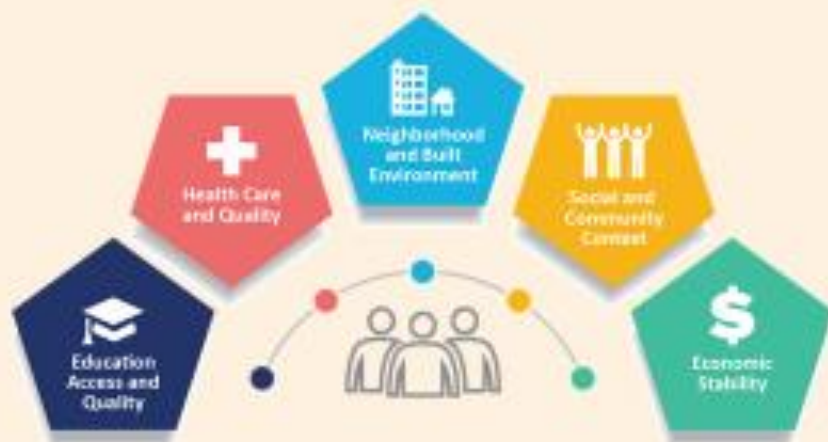 Neighborhood
and Built
Environment
Health Care
and Quality
Social and
Community
Context
Education
Access and
Quality
Economic
Stability